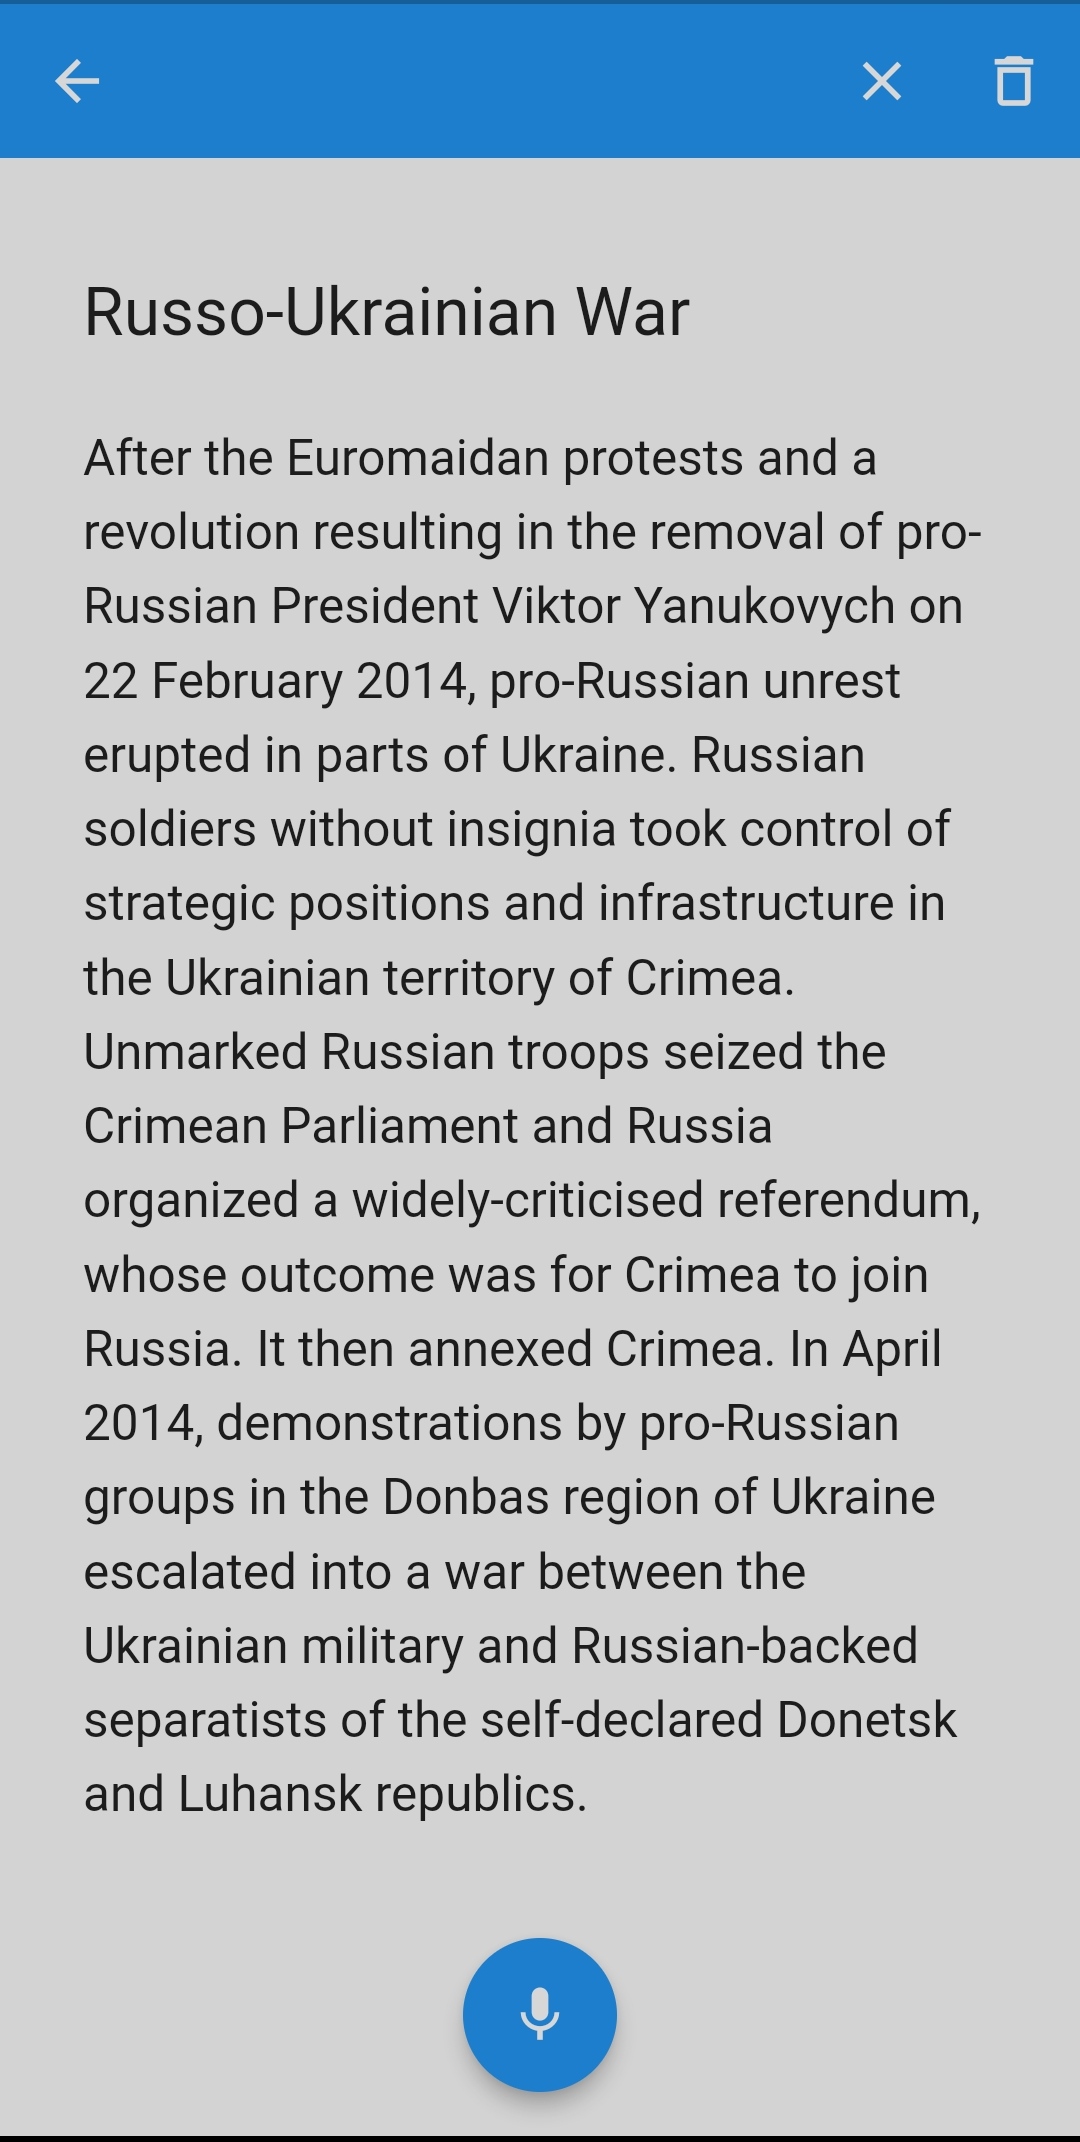 Russo-Ukrainian War
After the Euromaidan protests and a
revolution resulting in the removal of pro-
Russian President Viktor Yanukovych on
22 February 2014, pro-Russian unrest
erupted in parts of Ukraine. Russian
soldiers without insignia took control of
strategic positions and infrastructure in
the Ukrainian territory of Crimea.
Unmarked Russian troops seized the
Crimean Parliament and Russia
organized a widely-criticised referendum,
whose outcome was for Crimea to join
Russia. It then annexed Crimea. In April
2014, demonstrations by pro-Russian
groups in the Donbas region of Ukraine
escalated into a war between the
Ukrainian military and Russian-backed
separatists of the self-declared Donetsk
and Luhansk republics.